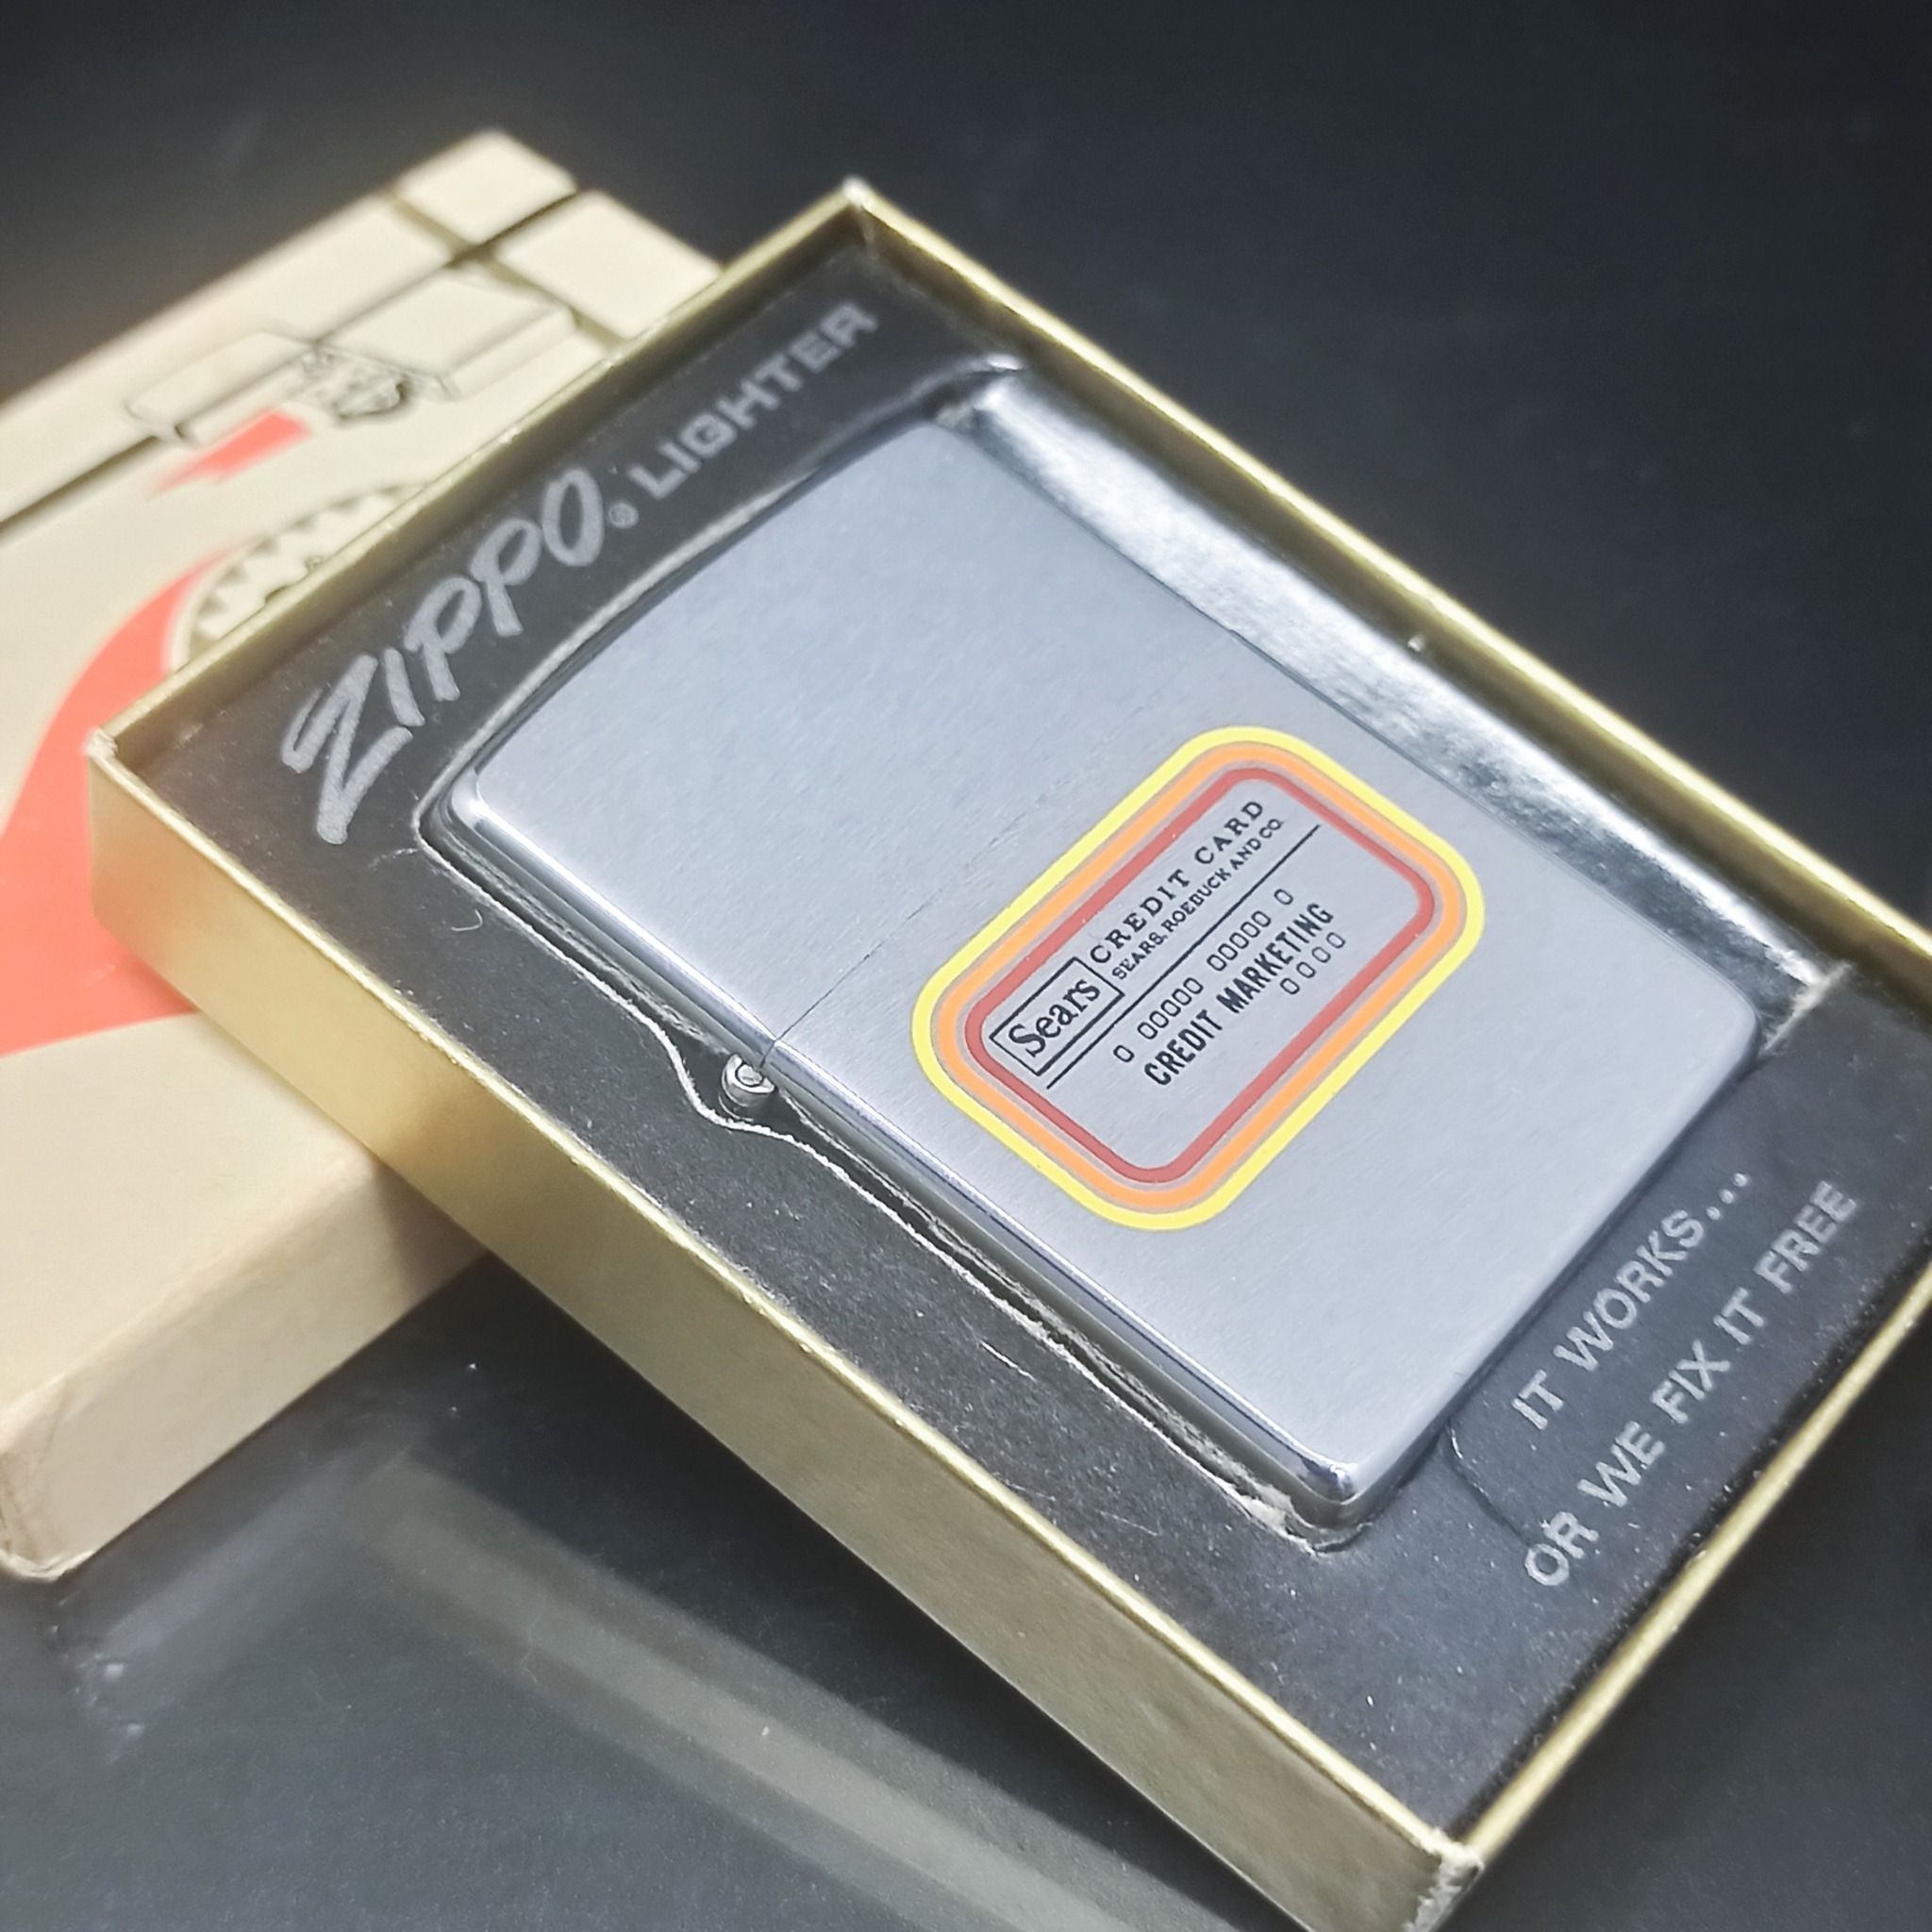 ZIPPO® LIGHTER
Sears CREDIT CARD
SEARS, ROEBUCK AND CO.
0 00000 00000 0
CREDIT MARKETING
0000
IT WORKS...
OR WE FIX IT FREE